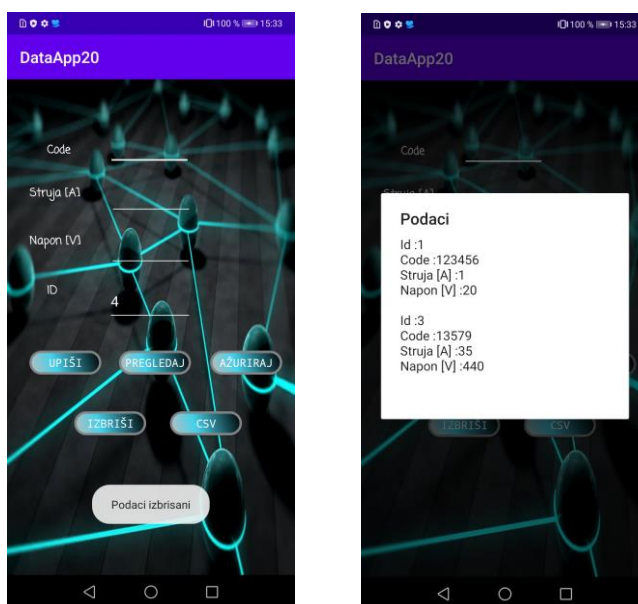 100 % 15:33
DataApp20
Code
Struja [A]
Napon [V]
ID
4
UPIŠI PREGLEDAJ AŽURIRAJ
IZBRIŠI CSV
Podaci izbrisani
100 % 15:33
DataApp20
Code
Struja [A]
Podaci
Id :1
Code :123456
Struja [A] :1
Napon [V] :20
Id :3
Code :13579
Struja [A] :35
Napon [V] :440
IZBRIŠI CSV